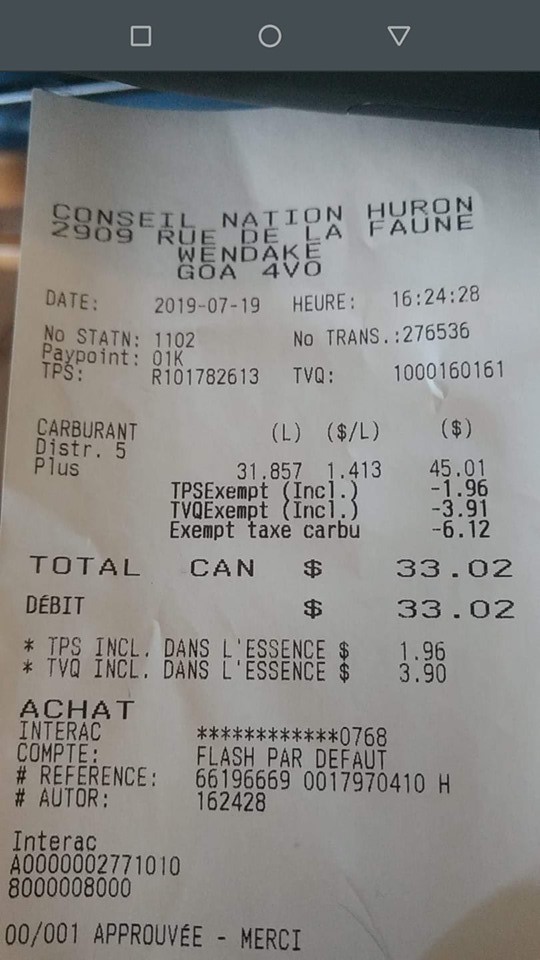 CONSEIL NATION HURON
2909 RUE DE LA FAUNE
WENDAKE
GOA 4VO
DATE: 2019-07-19 HEURE: 16:24:28
No STATN: 1102 No TRANS.:276536
Paypoint: 01K
TPS: R101782613 TVQ: 1000160161
CARBURANT (L) ($/L) ($)
Distr. 5
Plus 31.857 1.413 45.01
TPSExempt (Incl.) -1.96
TVQExempt (Incl.) -3.91
Exempt taxe carbu -6.12
TOTAL CAN $ 33.02
DÉBIT $ 33.02
* TPS INCL. DANS L'ESSENCE $ 1.96
* TVQ INCL. DANS L'ESSENCE $ 3.90
ACHAT
INTERAC ************0768
COMPTE: FLASH PAR DEFAUT
# REFERENCE: 66196669 0017970410 H
# AUTOR: 162428
Interac
A0000002771010
8000008000
00/001 APPROUVÉE - MERCI